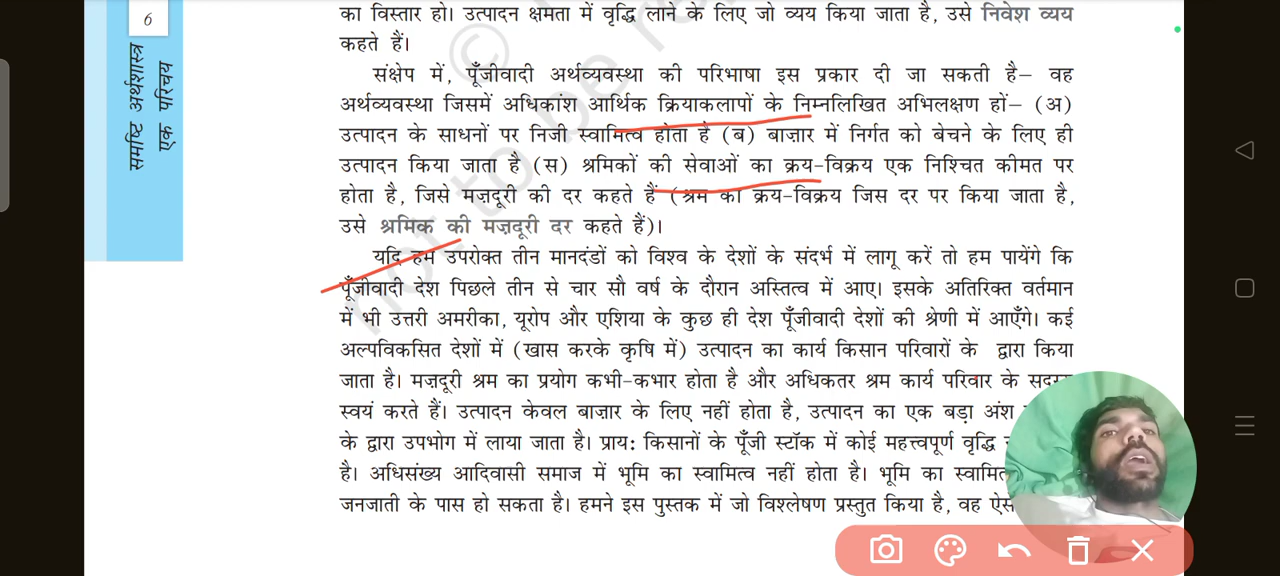 6
समष्टि अर्थशास्त्र
एक परिचय
का विस्तार हो। उत्पादन क्षमता में वृद्धि लाने के लिए जो व्यय किया जाता है, उसे निवेश व्यय
कहते हैं।
संक्षेप में, पूँजीवादी अर्थव्यवस्था की परिभाषा इस प्रकार दी जा सकती है– वह
अर्थव्यवस्था जिसमें अधिकांश आर्थिक क्रियाकलापों के निम्नलिखित अभिलक्षण हों– (अ)
उत्पादन के साधनों पर निजी स्वामित्व होता है (ब) बाज़ार में निर्गत को बेचने के लिए ही
उत्पादन किया जाता है (स) श्रमिकों की सेवाओं का क्रय-विक्रय एक निश्चित कीमत पर
होता है, जिसे मज़दूरी की दर कहते हैं (श्रम का क्रय-विक्रय जिस दर पर किया जाता है,
उसे श्रमिक की मज़दूरी दर कहते हैं)।
यदि हम उपरोक्त तीन मानदंडों को विश्व के देशों के संदर्भ में लागू करें तो हम पायेंगे कि
पूँजीवादी देश पिछले तीन से चार सौ वर्ष के दौरान अस्तित्व में आए। इसके अतिरिक्त वर्तमान
में भी उत्तरी अमरीका, यूरोप और एशिया के कुछ ही देश पूँजीवादी देशों की श्रेणी में आएँगे। कई
अल्पविकसित देशों में (खास करके कृषि में) उत्पादन का कार्य किसान परिवारों के द्वारा किया
जाता है। मज़दूरी श्रम का प्रयोग कभी-कभार होता है और अधिकतर श्रम कार्य परिवार के सदस्य
स्वयं करते हैं। उत्पादन केवल बाज़ार के लिए नहीं होता है, उत्पादन का एक बड़ा अंश
के द्वारा उपभोग में लाया जाता है। प्राय: किसानों के पूँजी स्टॉक में कोई महत्त्वपूर्ण वृद्धि
है। अधिसंख्य आदिवासी समाज में भूमि का स्वामित्व नहीं होता है। भूमि का
जनजाती के पास हो सकता है। हमने इस पुस्तक में जो विश्लेषण प्रस्तुत किया है, वह
© not to be re